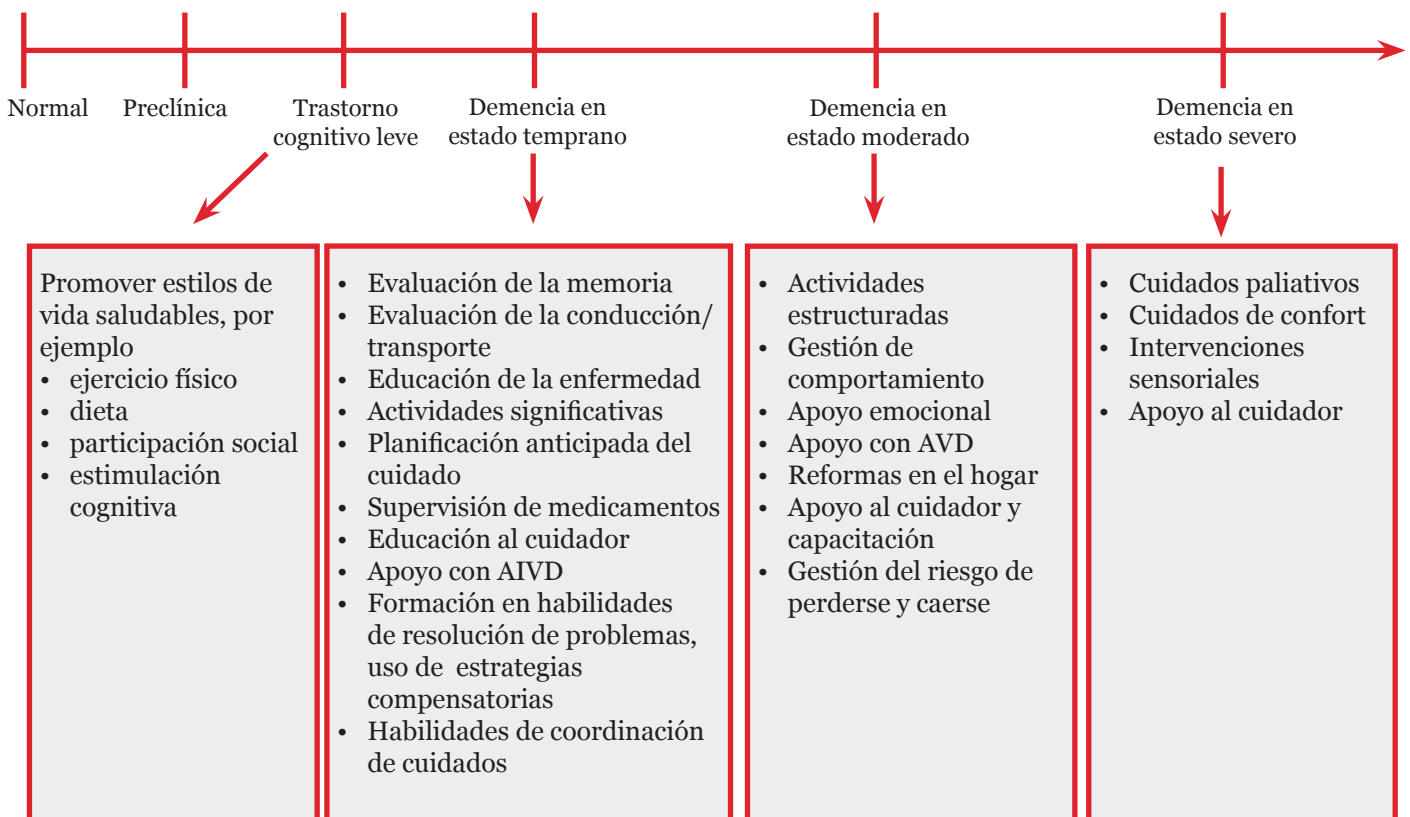 Normal
Preclínica
Trastorno
cognitivo leve
Demencia en
estado temprano
Demencia en
estado moderado
Demencia en
estado severo
Promover estilos de
vida saludables, por
ejemplo
• ejercicio físico
• dieta
• participación social
• estimulación
cognitiva
• Evaluación de la memoria
• Evaluación de la conducción/
transporte
• Educación de la enfermedad
• Actividades significativas
• Planificación anticipada del
cuidado
• Supervisión de medicamentos
• Educación al cuidador
• Apoyo con AIVD
• Formación en habilidades
de resolución de problemas,
uso de estrategias
compensatorias
• Habilidades de coordinación
de cuidados
• Actividades
estructuradas
• Gestión de
comportamiento
• Apoyo emocional
• Apoyo con AVD
• Reformas en el hogar
• Apoyo al cuidador y
capacitación
• Gestión del riesgo de
perderse y caerse
• Cuidados paliativos
• Cuidados de confort
• Intervenciones
sensoriales
• Apoyo al cuidador